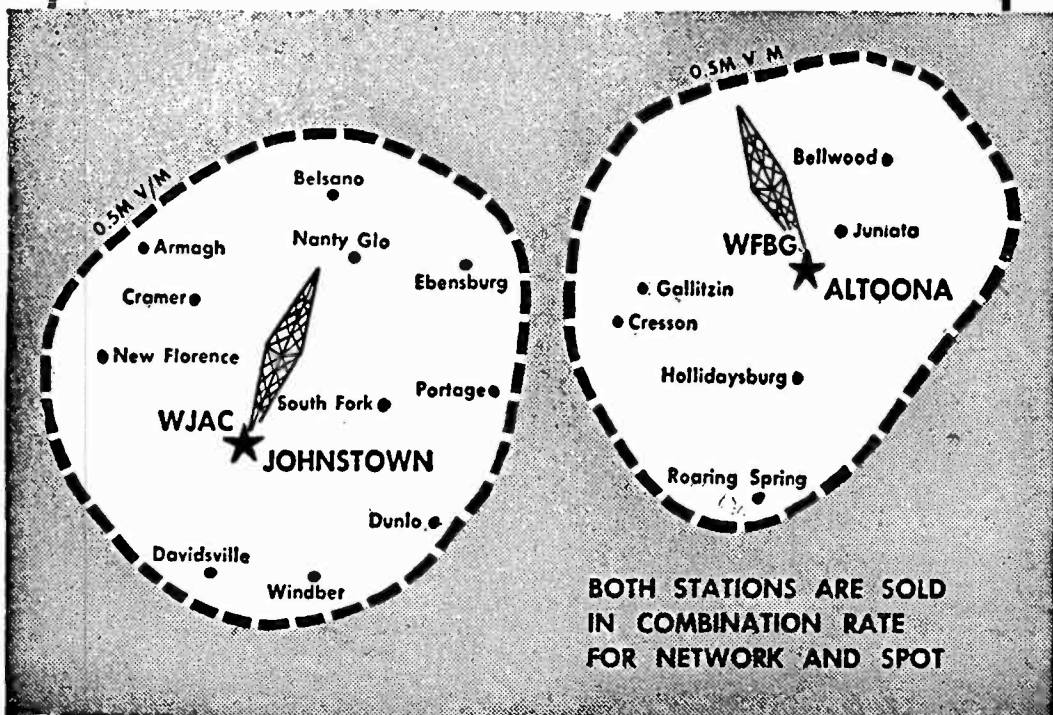 0.5M V/M
Belsano
Nanty Glo
Armagh
Ebensburg
Cramer
New Florence
Portage
South Fork
WJAC
JOHNSTOWN
Dunlo
Davidsville
Windber
0.5M V M
Bellwood
Juniata
WFBG
ALTOONA
Gallitzin
Cresson
Hollidaysburg
Roaring Spring
BOTH STATIONS ARE SOLD
IN COMBINATION RATE
FOR NETWORK AND SPOT